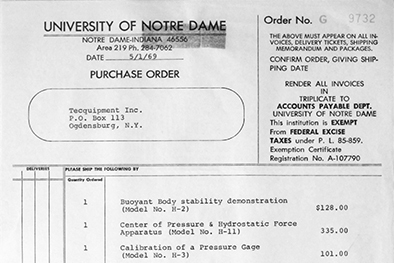 UNIVERSITY OF NOTRE DAME
NOTRE DAME-INDIANA 46556
Area 219 Ph. 284-7062
DATE 5/1/69
PURCHASE ORDER
Tecquipment Inc.
P.O. Box 113
Ogdensburg, N.Y.
Order No. G 9732
THE ABOVE MUST APPEAR ON ALL IN-
VOICES, DELIVERY TICKETS, SHIPPING
MEMORANDUM AND PACKAGES.
CONFIRM ORDER, GIVING SHIP-
PING DATE
RENDER ALL INVOICES
IN
TRIPLICATE TO
ACCOUNTS PAYABLE DEPT.
UNIVERSITY OF NOTRE DAME
This institution is EXEMPT
From FEDERAL EXCISE
TAXES under P. L. 85-859.
Exemption Certificate
Registration No. A-107790
DELIVERIES PLEASE SHIP THE FOLLOWING BY
Quantity Ordered
1 Buoyant Body stability demonstration
(Model No. H-2) $128.00
1 Center of Pressure & Hydrostatic Force
Apparatus (Model No. H-11) 335.00
1 Calibration of a Pressure Gage
(Model No. H-3) 101.00